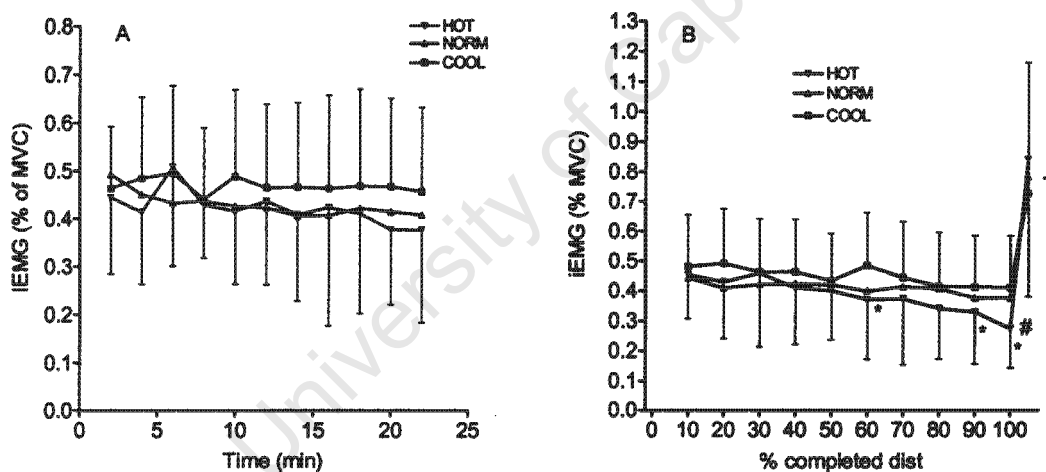 A
HOT
NORM
COOL
IEMG (% of MVC)
0.8
0.7
0.6
0.5
0.4
0.3
0.2
0.1
0.0
0 5 10 15 20 25
Time (min)
B
HOT
NORM
COOL
IEMG (% MVC)
1.3
1.2
1.1
1.0
0.9
0.8
0.7
0.6
0.5
0.4
0.3
0.2
0.1
0.0
* * * #
0 10 20 30 40 50 60 70 80 90 100
% completed dist
University of Cap